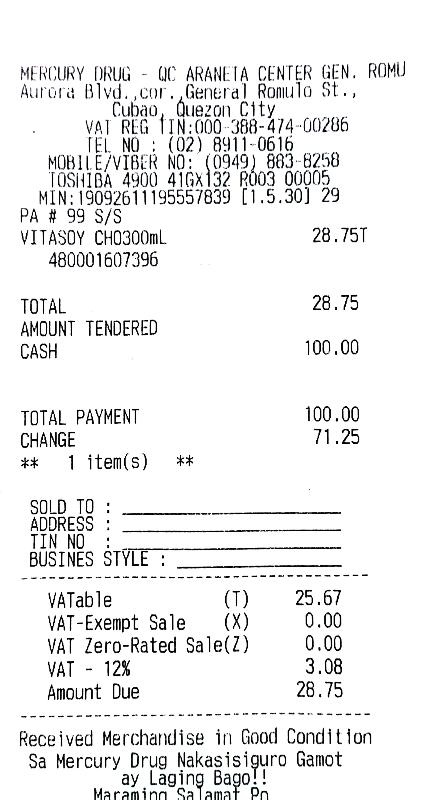 MERCURY DRUG - QC ARANETA CENTER GEN. ROMU
Aurora Blvd.,cor.,General Romulo St.,
Cubao, Quezon City
VAT REG TIN:000-388-474-00286
TEL NO : (02) 8911-0616
MOBILE/VIBER NO: (0949) 883-8258
TOSHIBA 4900 41GX132 R003 00005
MIN:19092611195557839 [1.5.30] 29
PA # 99 S/S
VITASOY CHO300mL 28.75T
480001607396
TOTAL 28.75
AMOUNT TENDERED
CASH 100.00
TOTAL PAYMENT 100.00
CHANGE 71.25
** 1 item(s) **
SOLD TO :
ADDRESS :
TIN NO :
BUSINES STYLE :
VATable (T) 25.67
VAT-Exempt Sale (X) 0.00
VAT Zero-Rated Sale(Z) 0.00
VAT - 12% 3.08
Amount Due 28.75
Received Merchandise in Good Condition
Sa Mercury Drug Nakasisiguro Gamot
ay Laging Bago!!
Maraming Salamat Po